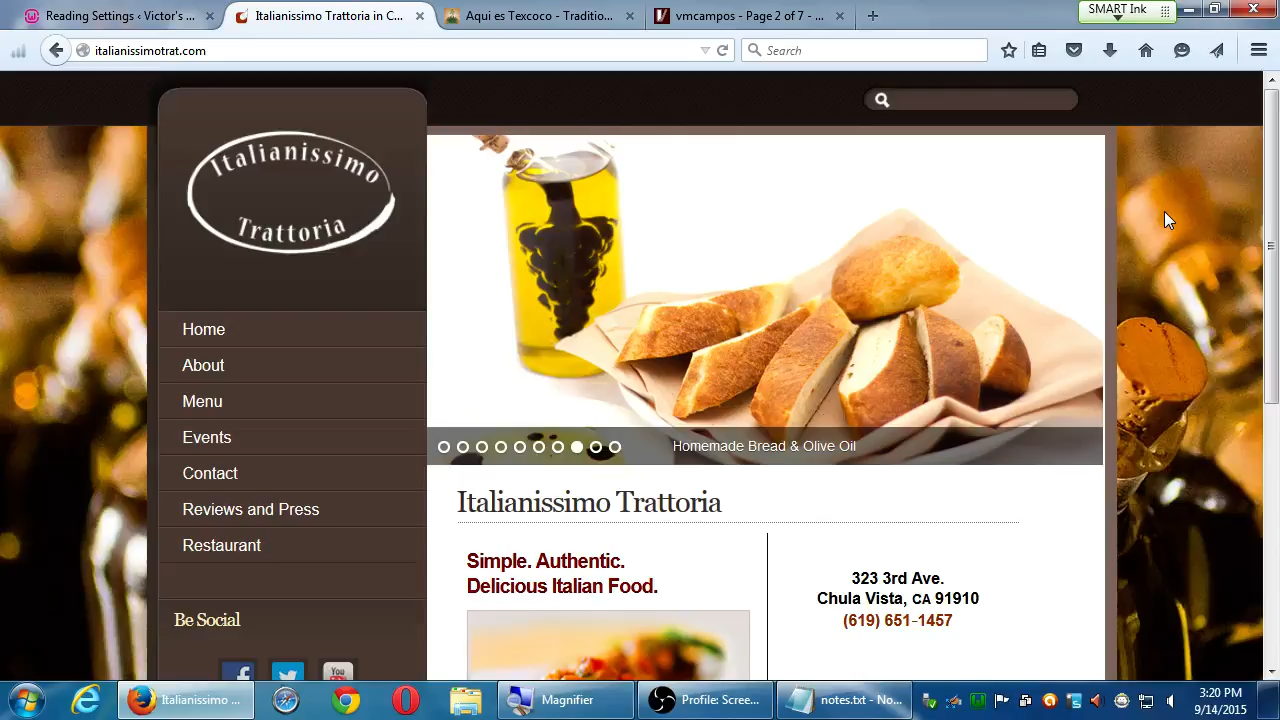 Reading Settings ‹ Victor's ...
Italianissimo Trattoria in C...
Aqui es Texcoco - Traditio...
vmcampos - Page 2 of 7 - ...
SMART Ink
italianissimotrat.com
Search
Italianissimo
Trattoria
Home
About
Menu
Events
Contact
Reviews and Press
Restaurant
Be Social
You
Homemade Bread & Olive Oil
Italianissimo Trattoria
Simple. Authentic.
Delicious Italian Food.
323 3rd Ave.
Chula Vista, CA 91910
(619) 651-1457
Italianissimo ...
Magnifier
Profile: Scree...
notes.txt - No...
3:20 PM
9/14/2015